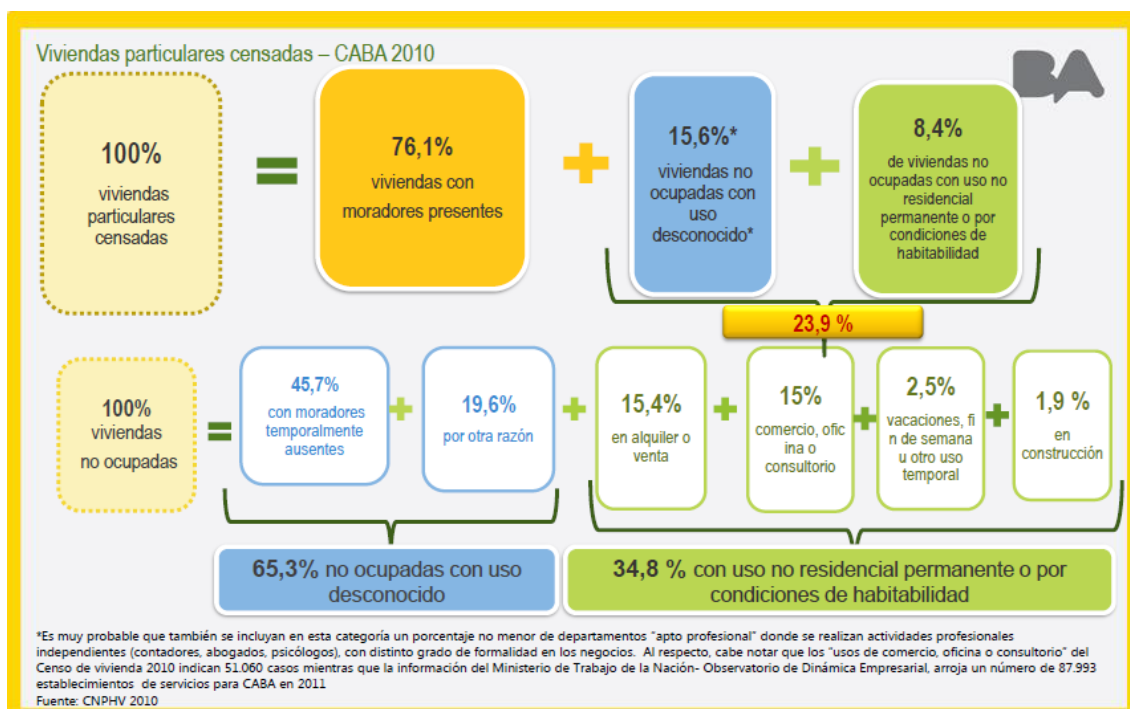 Viviendas particulares censadas – CABA 2010
BA
100%
viviendas
particulares
censadas
=
76,1%
viviendas con
moradores presentes
+
15,6%*
viviendas no
ocupadas con
uso
desconocido*
+
8,4%
de viviendas no
ocupadas con uso no
residencial
permanente o por
condiciones de
habitabilidad
23,9 %
100%
viviendas
no ocupadas
=
45,7%
con moradores
temporalmente
ausentes
+
19,6%
por otra razón
+
15,4%
en alquiler o
venta
+
15%
comercio, ofic
ina o
consultorio
+
2,5%
vacaciones, fi
n de semana
u otro uso
temporal
+
1,9 %
en
construcción
65,3% no ocupadas con uso
desconocido
34,8 % con uso no residencial permanente o por
condiciones de habitabilidad
*Es muy probable que también se incluyan en esta categoría un porcentaje no menor de departamentos "apto profesional" donde se realizan actividades profesionales
independientes (contadores, abogados, psicólogos), con distinto grado de formalidad en los negocios. Al respecto, cabe notar que los "usos de comercio, oficina o consultorio" del
Censo de vivienda 2010 indican 51.060 casos mientras que la información del Ministerio de Trabajo de la Nación- Observatorio de Dinámica Empresarial, arroja un número de 87.993
establecimientos de servicios para CABA en 2011
Fuente: CNPHV 2010